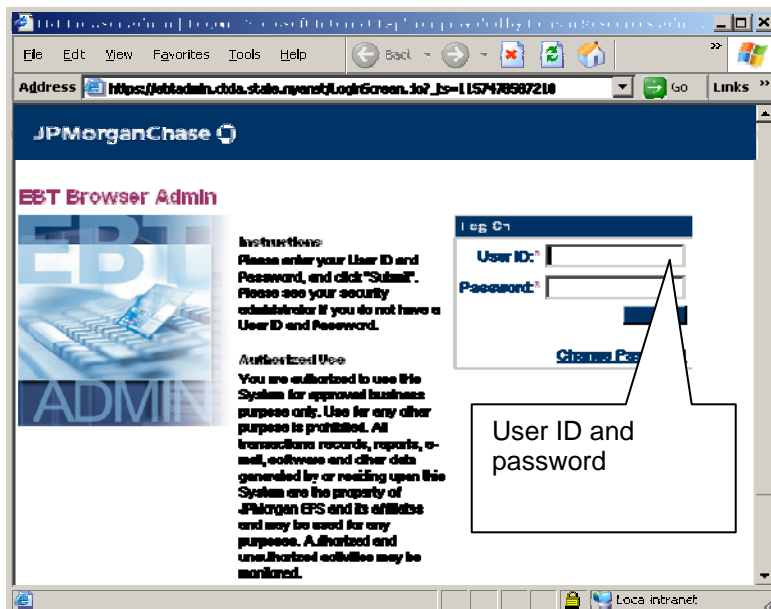 File Edit View Favorites Tools Help Back »
Address Go Links »
JPMorganChase
EBT Browser Admin
EBT
ADMIN
Instructions
Please enter your User ID and
Password, and click "Submit".
Please see your security
administrator if you do not have a
User ID and Password.
Authorized Use
You are authorized to use this
System for approved business
purpose only. Use for any other
purpose is prohibited. All
transactions records, reports, e-
mail, software and other data
generated by or residing upon this
System are the property of
JPMorgan EFS and its affiliates
and may be used for any
purposes. Authorized and
unauthorized activities may be
monitored.
Log On
User ID:*
Password:*
Change
User ID and
password
Local intranet